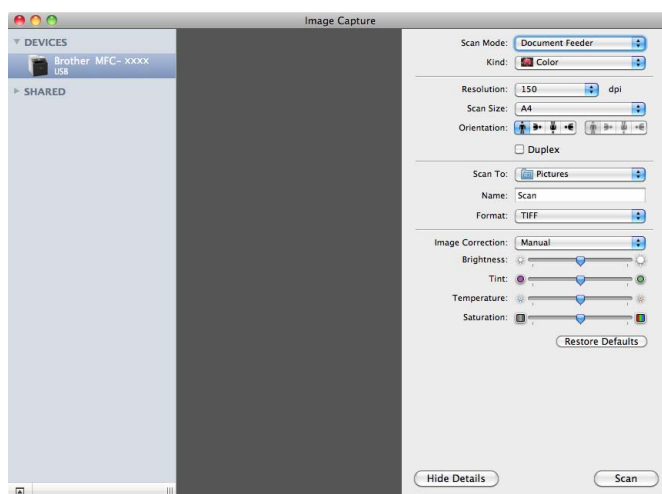 Image Capture
DEVICES
Brother MFC- xxxx
USB
SHARED
Scan Mode: Document Feeder
Kind: Color
Resolution: 150 dpi
Scan Size: A4
Orientation:
Duplex
Scan To: Pictures
Name: Scan
Format: TIFF
Image Correction: Manual
Brightness:
Tint:
Temperature:
Saturation:
Restore Defaults
Hide Details Scan